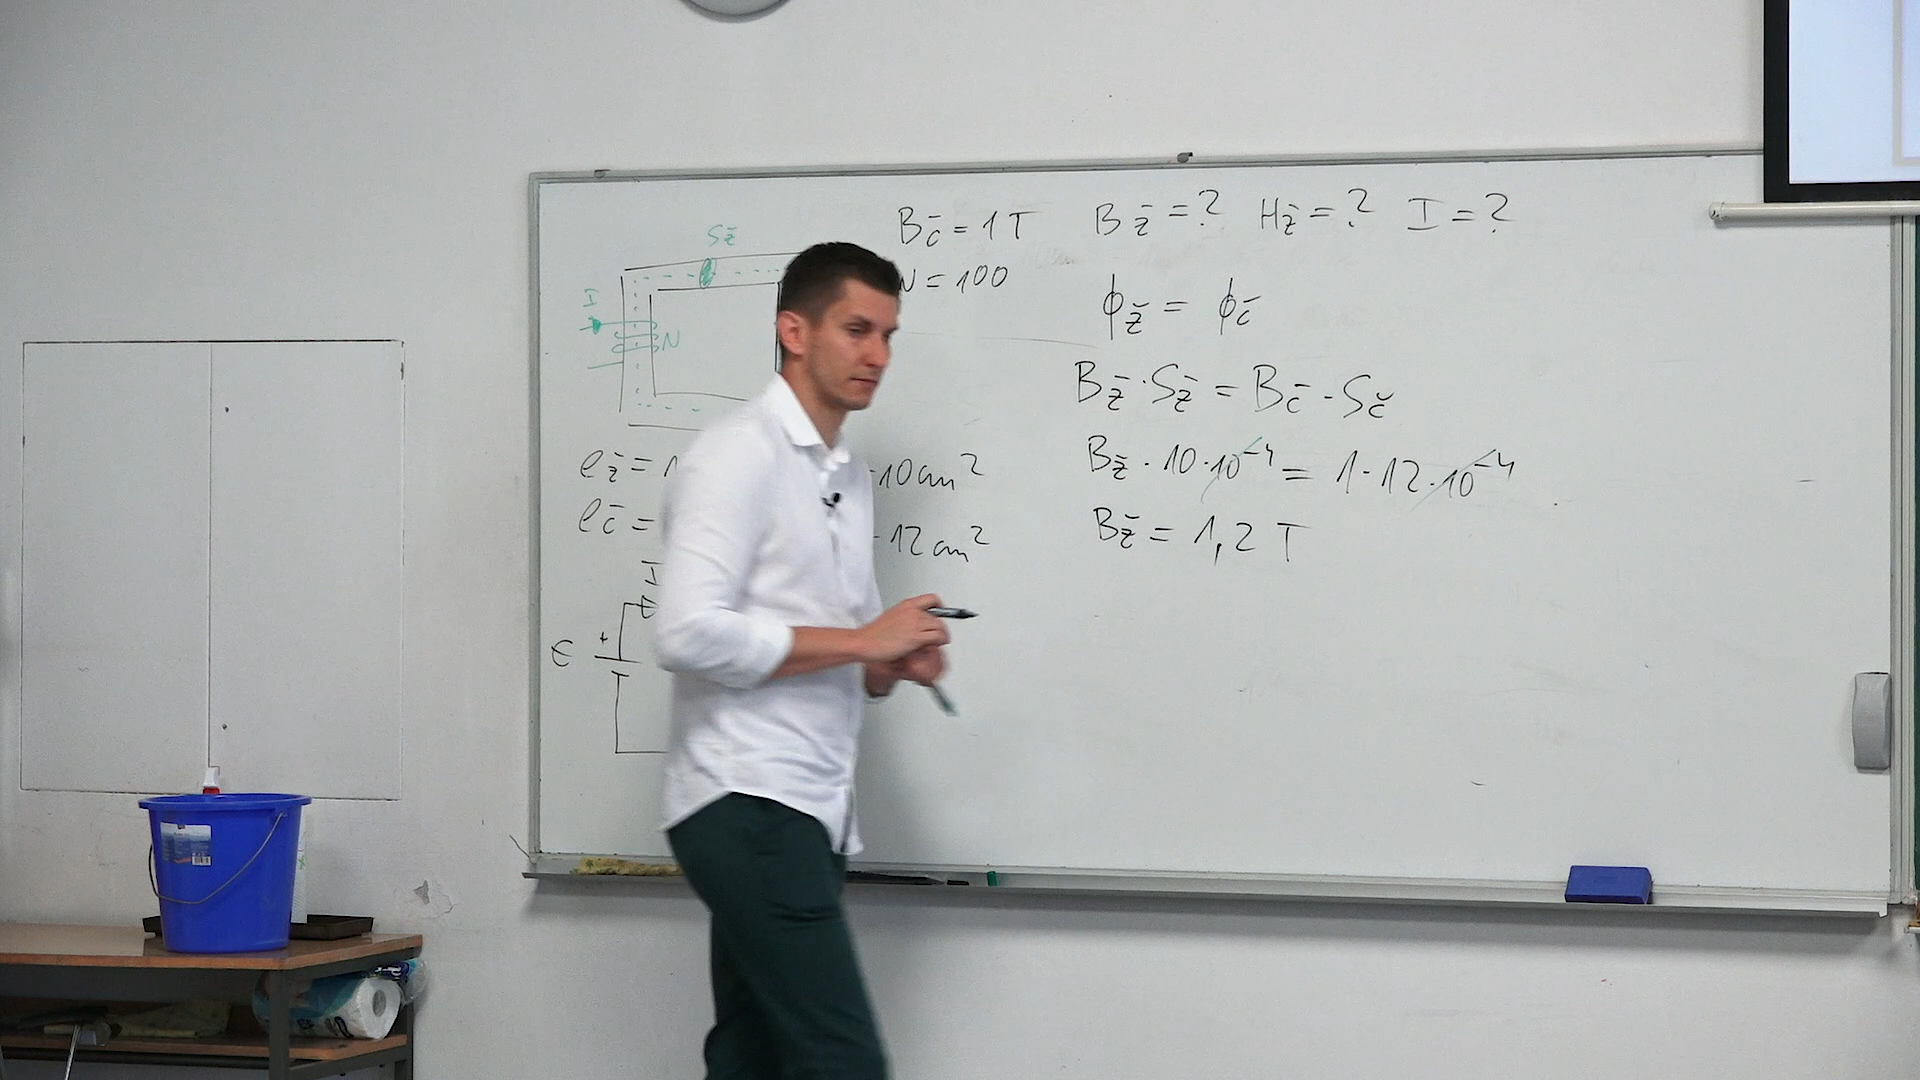 Sž
I
N
Bč = 1T
N = 100
lž = 1
10 cm²
lč =
12 cm²
I
+
E
Bž = ? Hž = ? I = ?
ϕž = ϕč
Bž · Sž = Bč · Sč
Bž · 10 · 10⁻⁴ = 1 · 12 · 10⁻⁴
Bž = 1,2 T